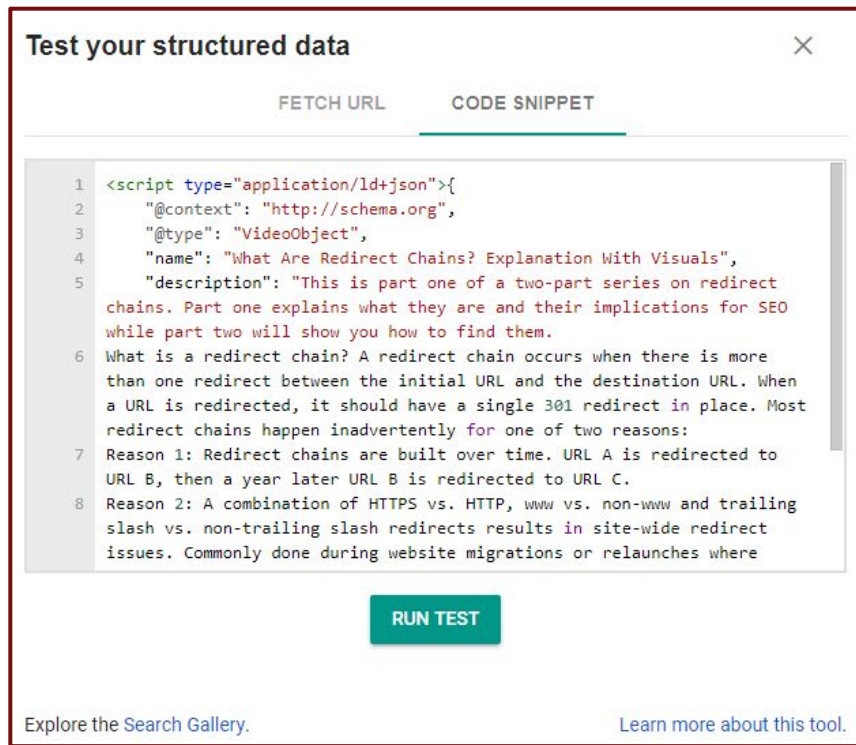 Test your structured data
FETCH URL CODE SNIPPET
1 <script type="application/ld+json">{
2 "@context": "http://schema.org",
3 "@type": "VideoObject",
4 "name": "What Are Redirect Chains? Explanation With Visuals",
5 "description": "This is part one of a two-part series on redirect
chains. Part one explains what they are and their implications for SEO
while part two will show you how to find them.
6 What is a redirect chain? A redirect chain occurs when there is more
than one redirect between the initial URL and the destination URL. When
a URL is redirected, it should have a single 301 redirect in place. Most
redirect chains happen inadvertently for one of two reasons:
7 Reason 1: Redirect chains are built over time. URL A is redirected to
URL B, then a year later URL B is redirected to URL C.
8 Reason 2: A combination of HTTPS vs. HTTP, www vs. non-www and trailing
slash vs. non-trailing slash redirects results in site-wide redirect
issues. Commonly done during website migrations or relaunches where
RUN TEST
Explore the Search Gallery. Learn more about this tool.